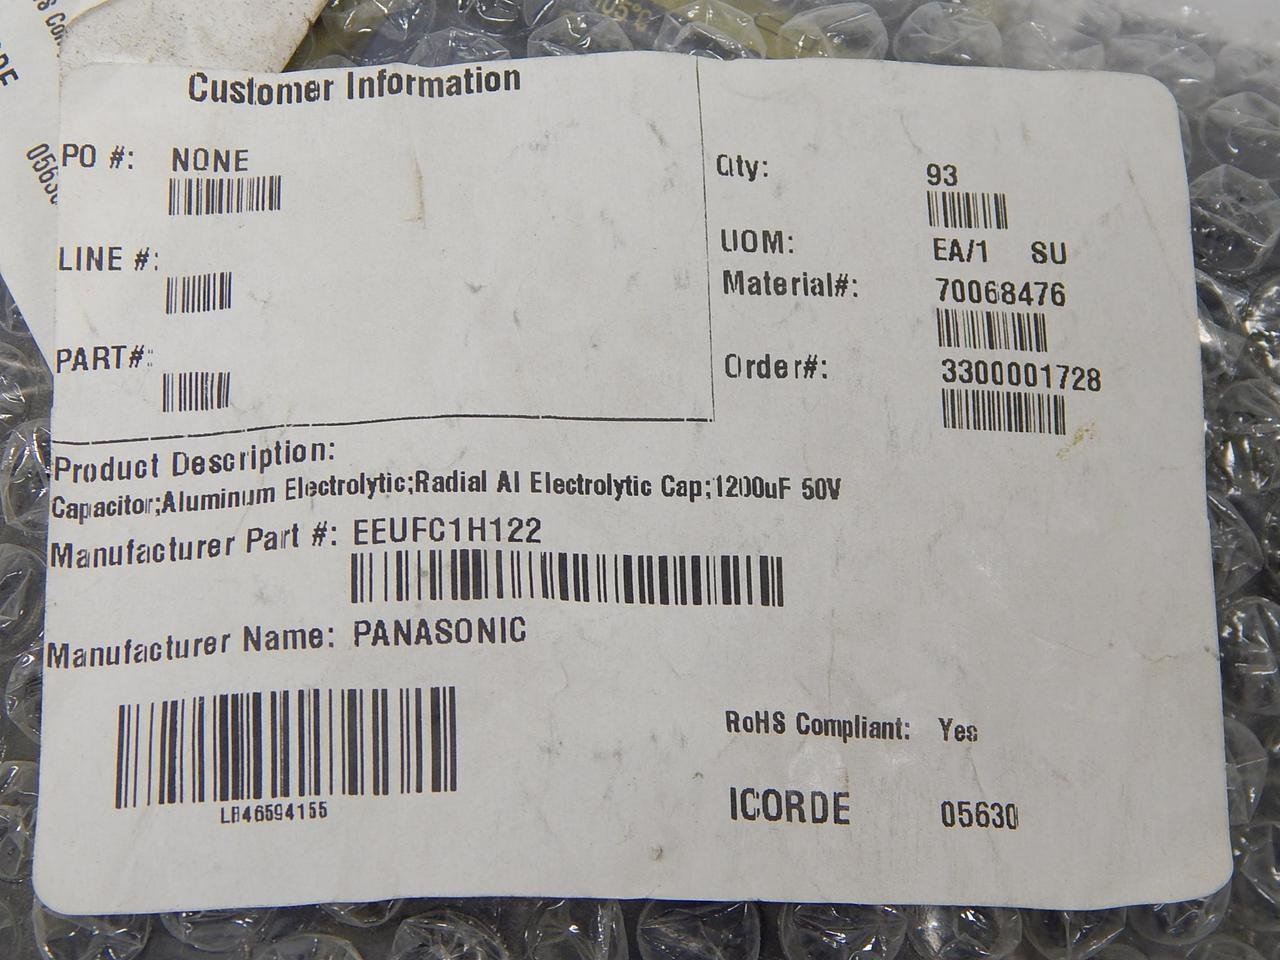 105°C
Customer Information
PO #: NONE
LINE #:
PART#:
Qty: 93
UOM: EA/1 SU
Material#: 70068476
Order#: 3300001728
Product Description:
Capacitor;Aluminum Electrolytic;Radial Al Electrolytic Cap;1200uF 50V
Manufacturer Part #: EEUFC1H122
Manufacturer Name: PANASONIC
RoHS Compliant: Yes
ICORDE 05630